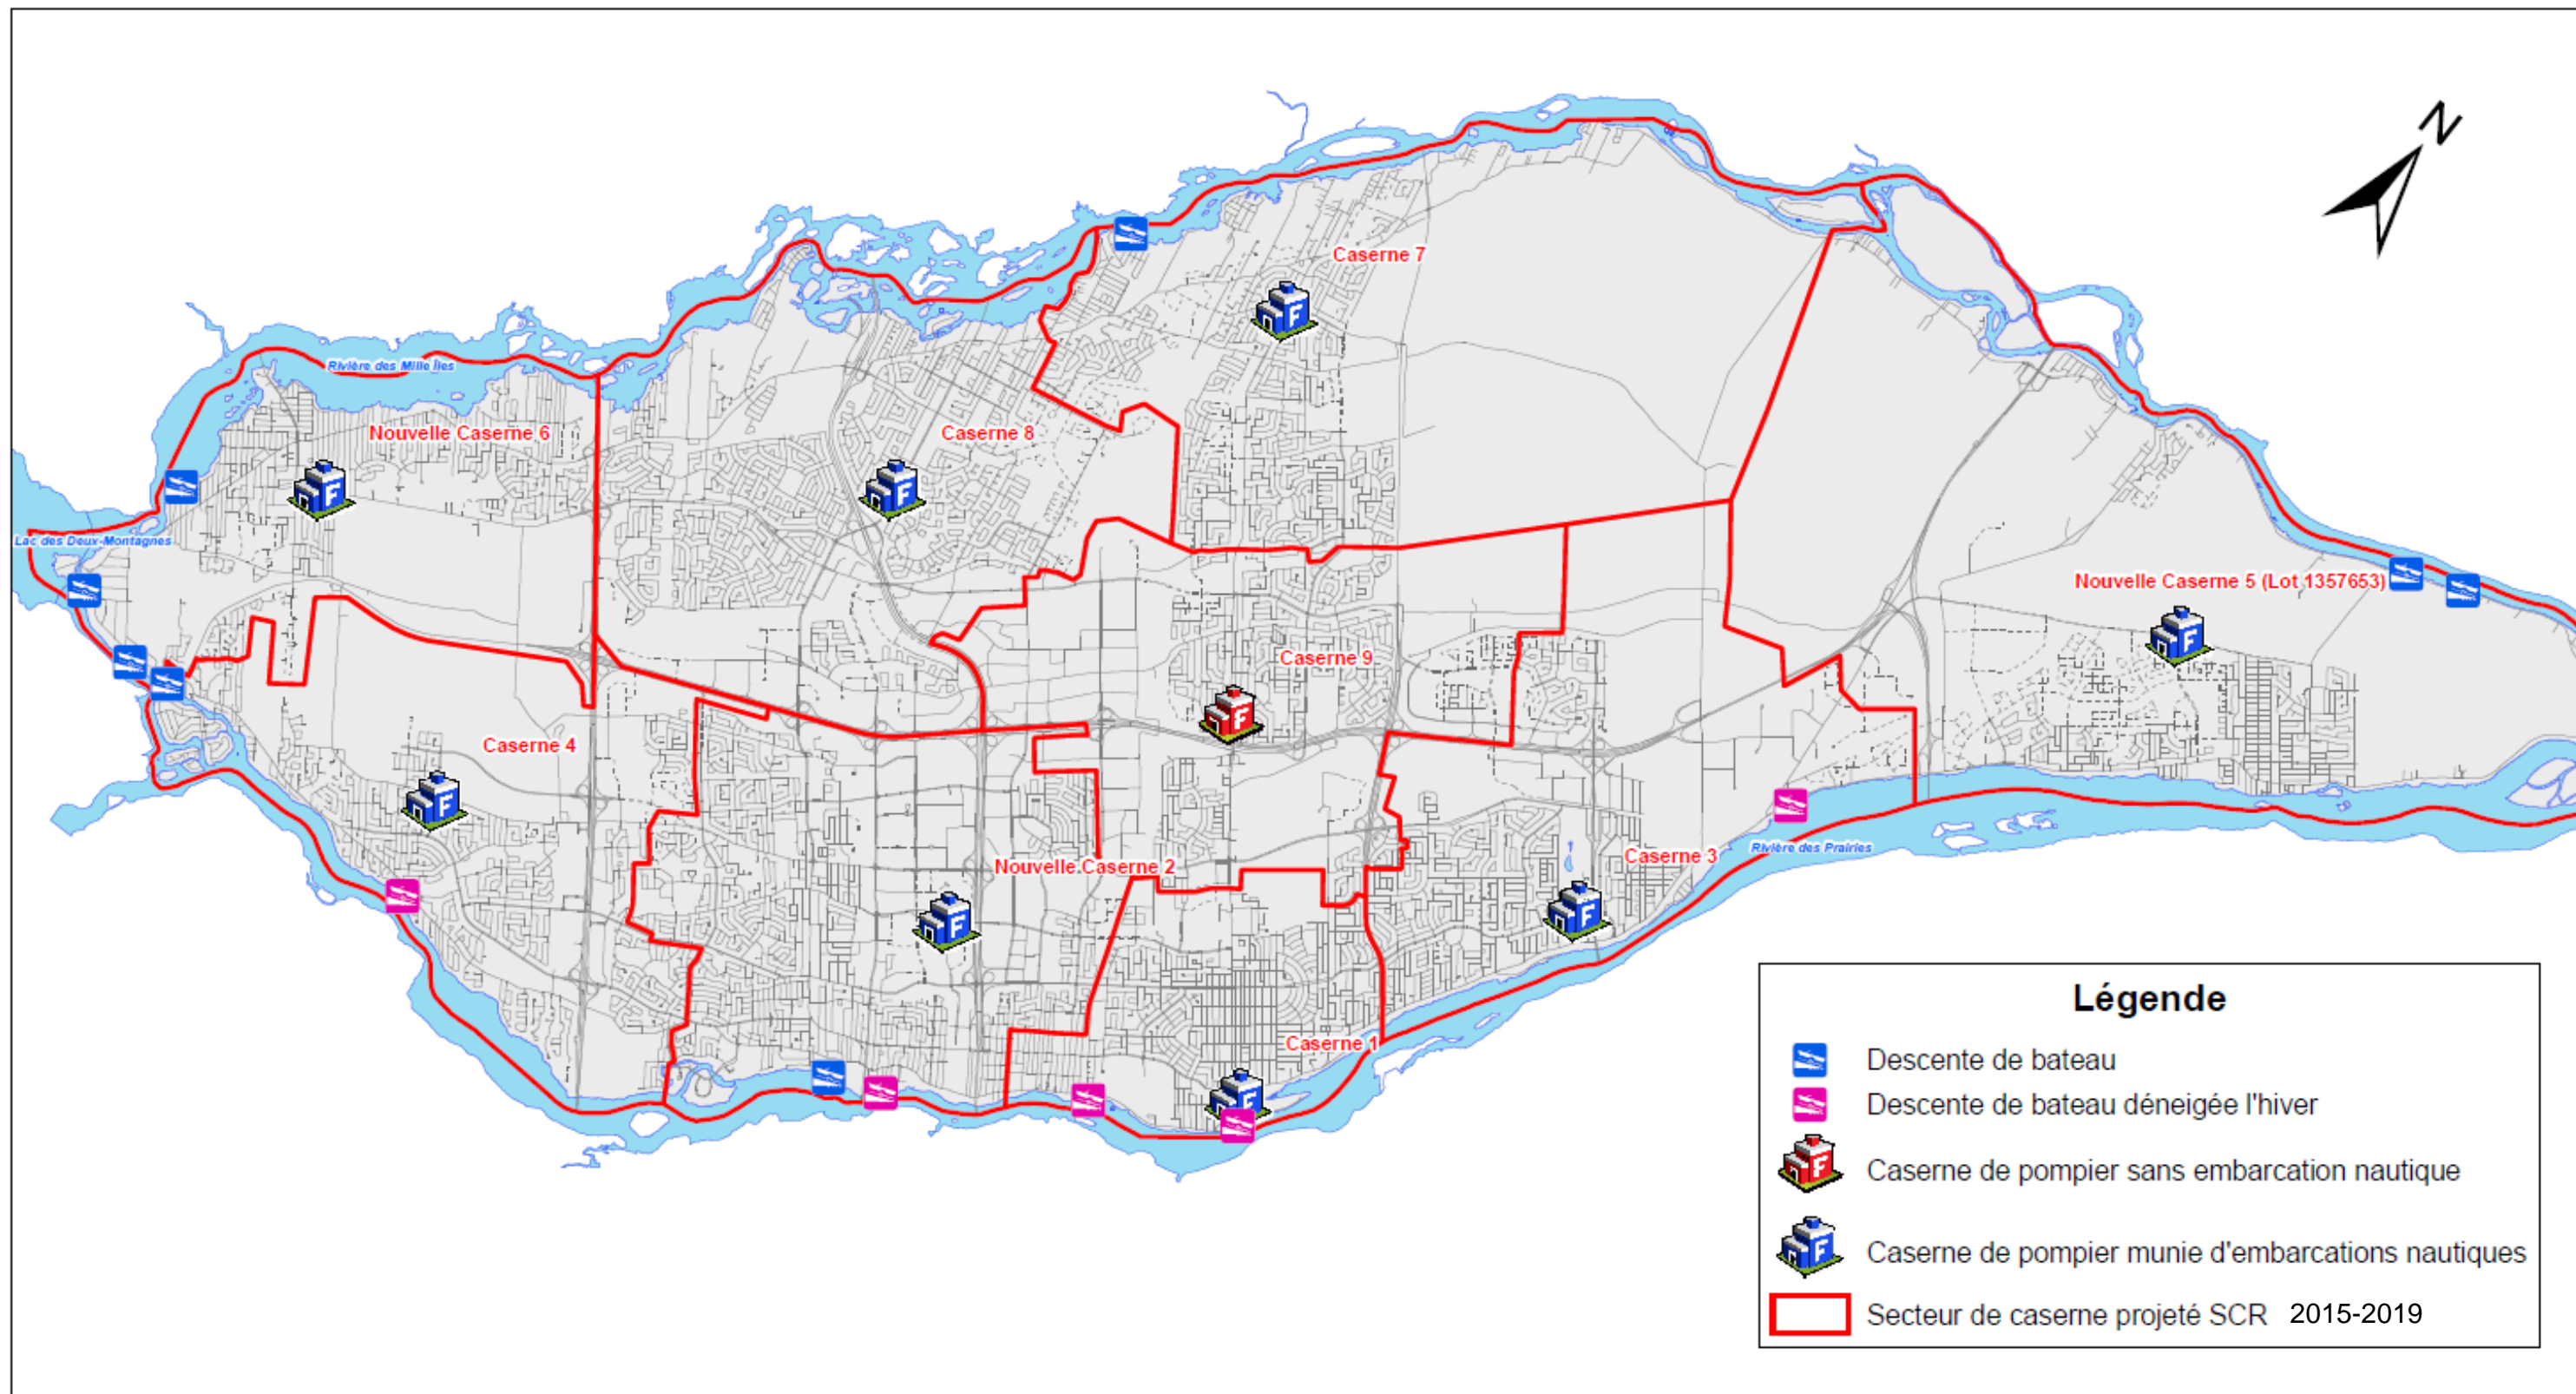 N
Caserne 7
Rivière des Mille Îles
Nouvelle Caserne 6
Caserne 8
Lac des Deux-Montagnes
Nouvelle Caserne 5 (Lot 1357653)
Caserne 9
Caserne 4
Nouvelle Caserne 2
Caserne 3
Rivière des Prairies
Caserne 1
Légende
Descente de bateau
Descente de bateau déneigée l'hiver
F Caserne de pompier sans embarcation nautique
F Caserne de pompier munie d'embarcations nautiques
Secteur de caserne projeté SCR 2015-2019